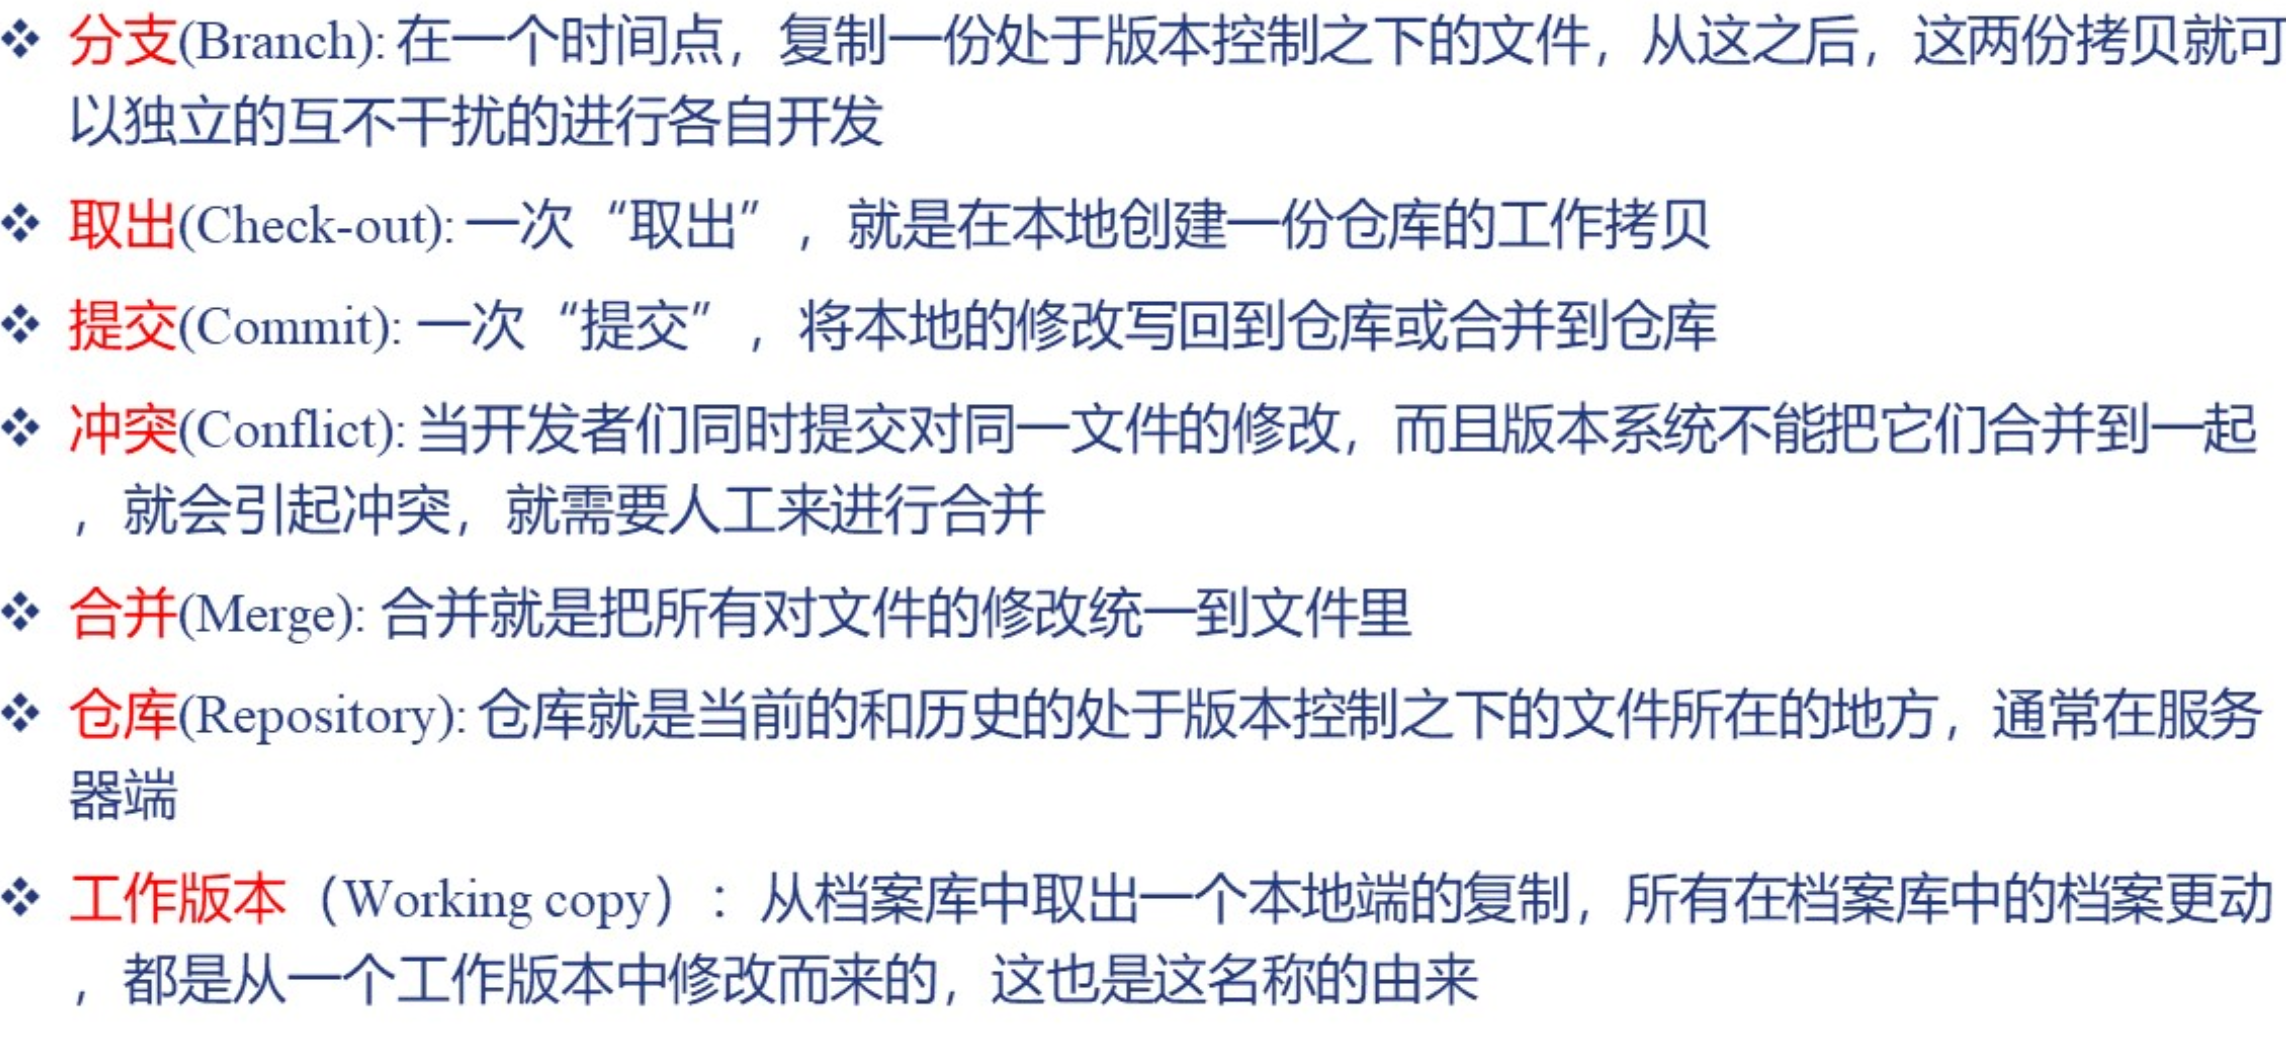 ❖ 分支(Branch): 在一个时间点，复制一份处于版本控制之下的文件，从这之后，这两份拷贝就可
以独立的互不干扰的进行各自开发
❖ 取出(Check-out): 一次“取出”，就是在本地创建一份仓库的工作拷贝
❖ 提交(Commit): 一次“提交”，将本地的修改写回到仓库或合并到仓库
❖ 冲突(Conflict): 当开发者们同时提交对同一文件的修改，而且版本系统不能把它们合并到一起
，就会引起冲突，就需要人工来进行合并
❖ 合并(Merge): 合并就是把所有对文件的修改统一到文件里
❖ 仓库(Repository): 仓库就是当前的和历史的处于版本控制之下的文件所在的地方，通常在服务
器端
❖ 工作版本（Working copy）：从档案库中取出一个本地端的复制，所有在档案库中的档案更动
，都是从一个工作版本中修改而来的，这也是这名称的由来